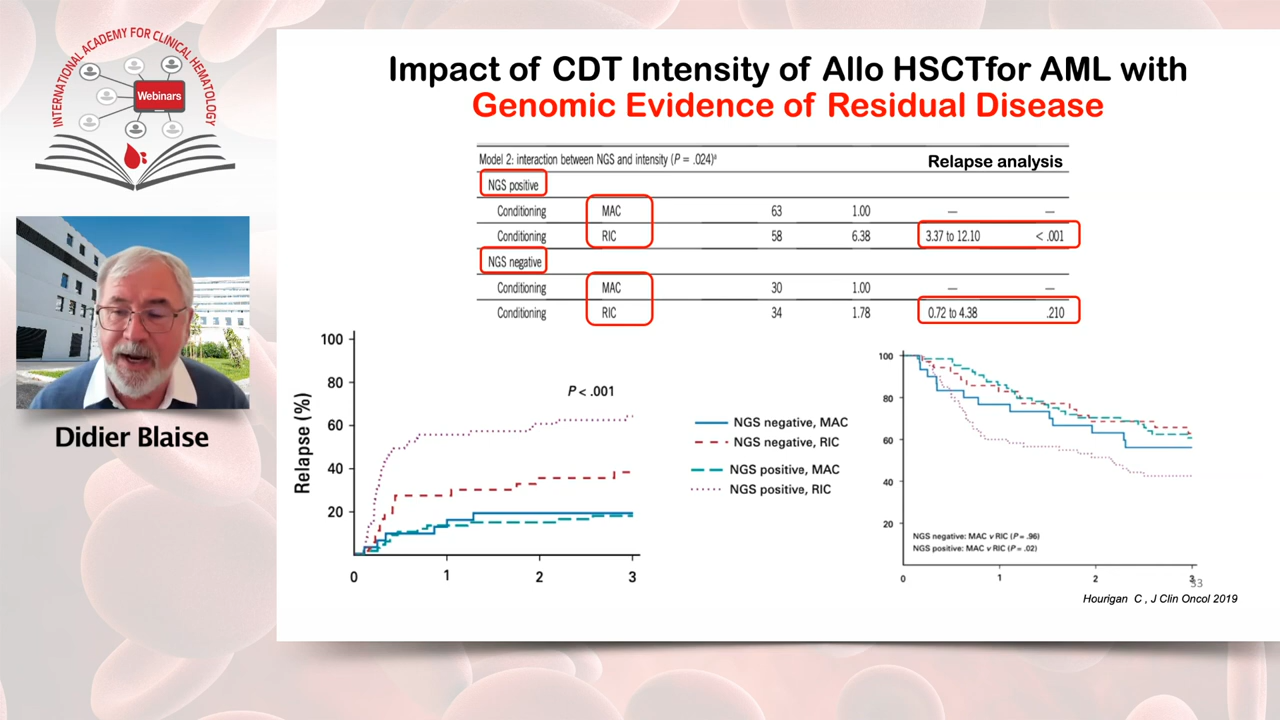 INTERNATIONAL ACADEMY FOR CLINICAL HEMATOLOGY
Webinars
Didier Blaise
Impact of CDT Intensity of Allo HSCTfor AML with
Genomic Evidence of Residual Disease
Model 2: interaction between NGS and intensity (P = .024)ª
Relapse analysis
NGS positive
Conditioning MAC 63 1.00 — —
Conditioning RIC 58 6.38 3.37 to 12.10 < .001
NGS negative
Conditioning MAC 30 1.00 — —
Conditioning RIC 34 1.78 0.72 to 4.38 .210
Relapse (%)
100
80
60
40
20
0 1 2 3
P < .001
NGS negative, MAC
NGS negative, RIC
NGS positive, MAC
NGS positive, RIC
100
80
60
40
20
NGS negative: MAC v RIC (P = .96)
NGS positive: MAC v RIC (P = .02)
0 1 2 3
33
Hourigan C , J Clin Oncol 2019